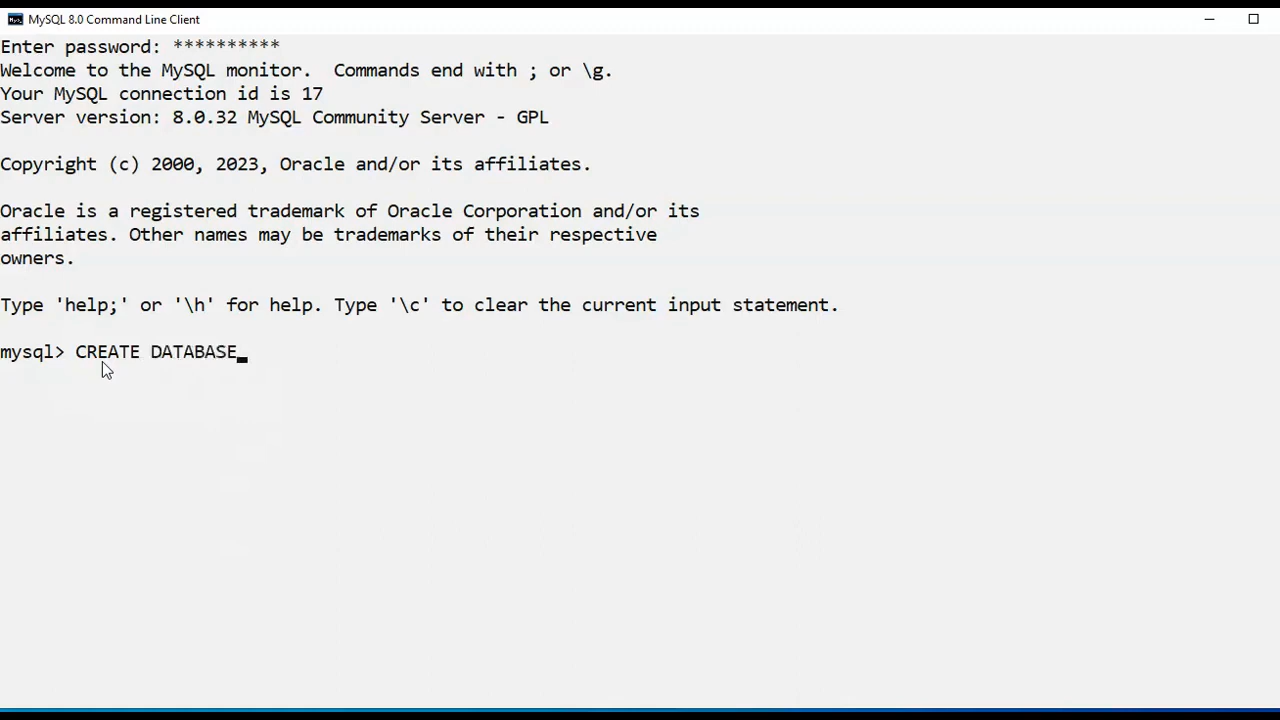 MySQL 8.0 Command Line Client
Enter password: **********
Welcome to the MySQL monitor.  Commands end with ; or \g.
Your MySQL connection id is 17
Server version: 8.0.32 MySQL Community Server - GPL
Copyright (c) 2000, 2023, Oracle and/or its affiliates.
Oracle is a registered trademark of Oracle Corporation and/or its
affiliates. Other names may be trademarks of their respective
owners.
Type 'help;' or '\h' for help. Type '\c' to clear the current input statement.
mysql> CREATE DATABASE